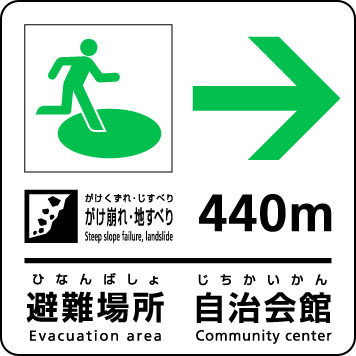 がけくずれ・じすべり
がけ崩れ・地すべり
Steep slope failure, landslide
440m
ひなんばしょ
避難場所
Evacuation area
じちかいかん
自治会館
Community center